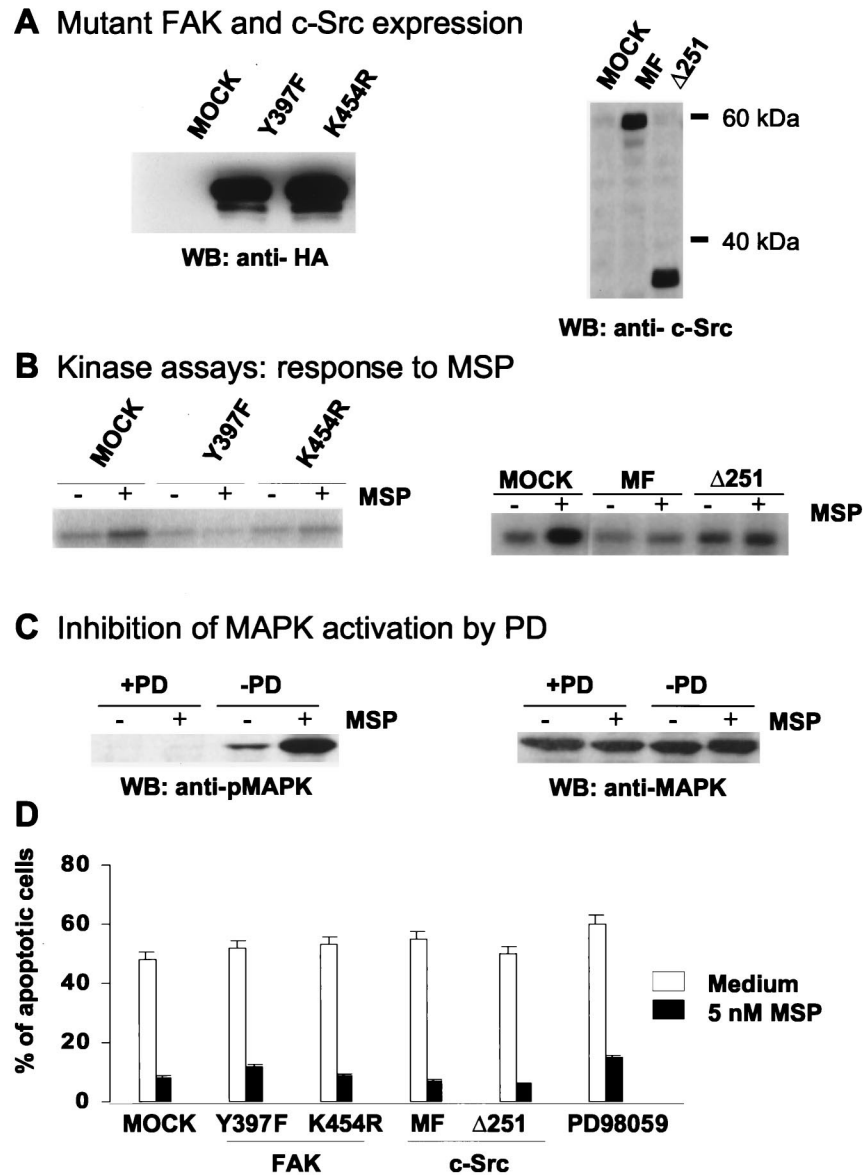 A Mutant FAK and c-Src expression
MOCK Y397F K454R
WB: anti- HA
MOCK MF Δ251
60 kDa
40 kDa
WB: anti- c-Src
B Kinase assays: response to MSP
MOCK Y397F K454R
- + - + - + MSP
MOCK MF Δ251
- + - + - + MSP
C Inhibition of MAPK activation by PD
+PD -PD
- + - + MSP
WB: anti-pMAPK
+PD -PD
- + - + MSP
WB: anti-MAPK
D
% of apoptotic cells
80
60
40
20
0
Medium
5 nM MSP
MOCK Y397F K454R MF Δ251 PD98059
FAK c-Src